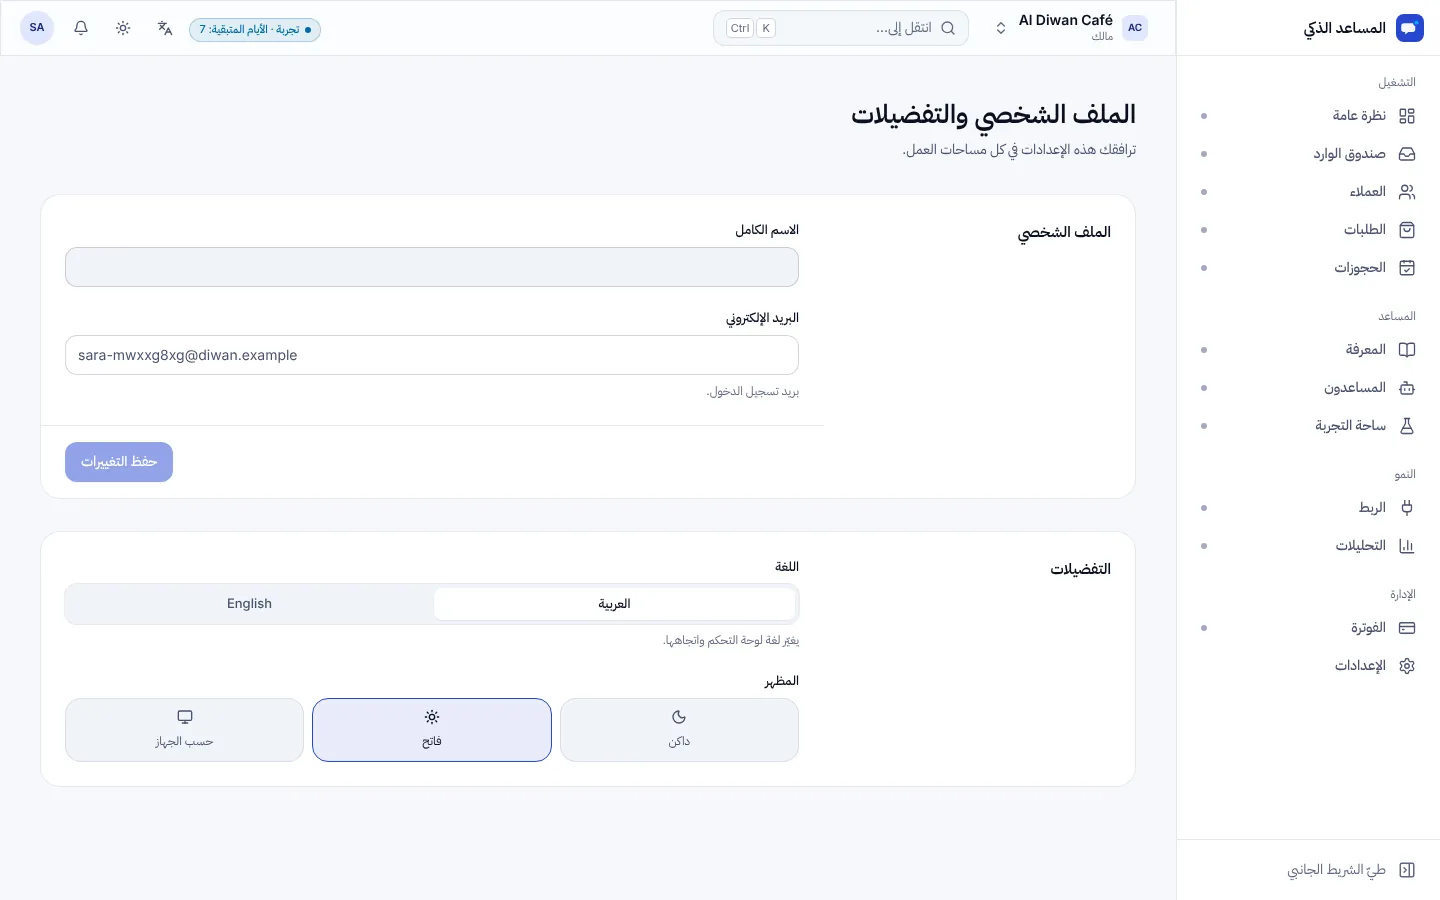 المساعد الذكي
التشغيل
نظرة عامة
صندوق الوارد
العملاء
الطلبات
الحجوزات
المساعد
المعرفة
المساعدون
ساحة التجربة
النمو
الربط
التحليلات
الإدارة
الفوترة
الإعدادات
طيّ الشريط الجانبي
AC
Al Diwan Café
مالك
انتقل إلى...
Ctrl K
تجربة · الأيام المتبقية: 7
SA
الملف الشخصي والتفضيلات
ترافقك هذه الإعدادات في كل مساحات العمل.
الملف الشخصي
الاسم الكامل
البريد الإلكتروني
sara-mwxxg8xg@diwan.example
بريد تسجيل الدخول.
حفظ التغييرات
التفضيلات
اللغة
العربية
English
يغيّر لغة لوحة التحكم واتجاهها.
المظهر
داكن
فاتح
حسب الجهاز